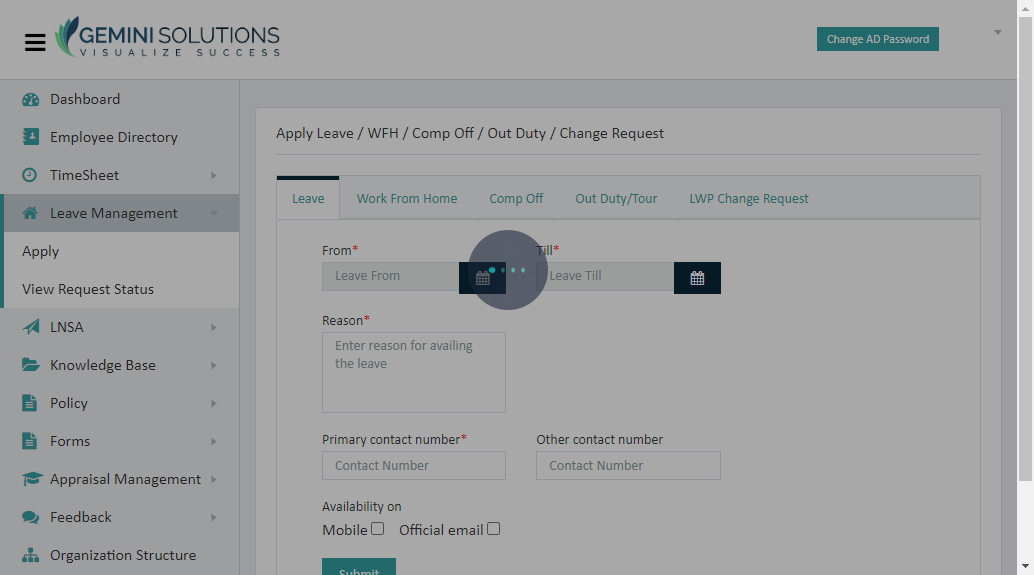 GEMINI SOLUTIONS
VISUALIZE SUCCESS
Change AD Password
Dashboard
Employee Directory
TimeSheet
Leave Management
Apply
View Request Status
LNSA
Knowledge Base
Policy
Forms
Appraisal Management
Feedback
Organization Structure
Apply Leave / WFH / Comp Off / Out Duty / Change Request
Leave Work From Home Comp Off Out Duty/Tour LWP Change Request
From* Till*
Leave From Leave Till
Reason*
Enter reason for availing
the leave
Primary contact number* Other contact number
Contact Number Contact Number
Availability on
Mobile Official email
Submit